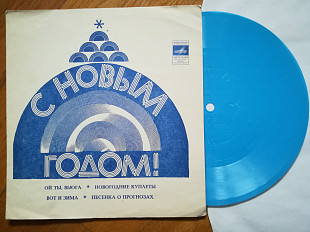 С НОВЫМ
ГОДОМ!
ОЙ ТЫ, ВЬЮГА * НОВОГОДНИЕ КУПЛЕТЫ
ВОТ И ЗИМА * ПЕСЕНКА О ПРОГНОЗАХ